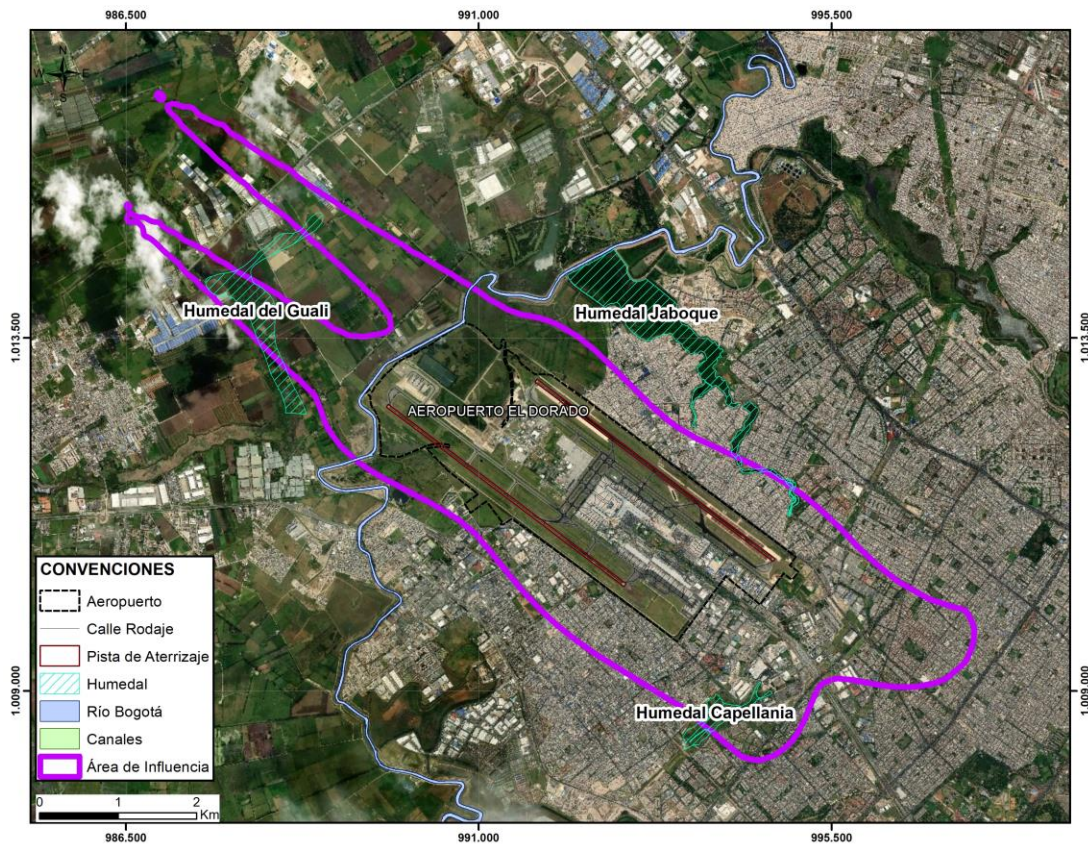 986.500 991.000 995.500
N
W E
S
Humedal del Gualí
Humedal Jaboque
1.013.500 1.013.500
AEROPUERTO EL DORADO
Humedal Capellania
1.009.000 1.009.000
CONVENCIONES
Aeropuerto
Calle Rodaje
Pista de Aterrizaje
Humedal
Río Bogotá
Canales
Área de Influencia
0 1 2
Km
986.500 991.000 995.500